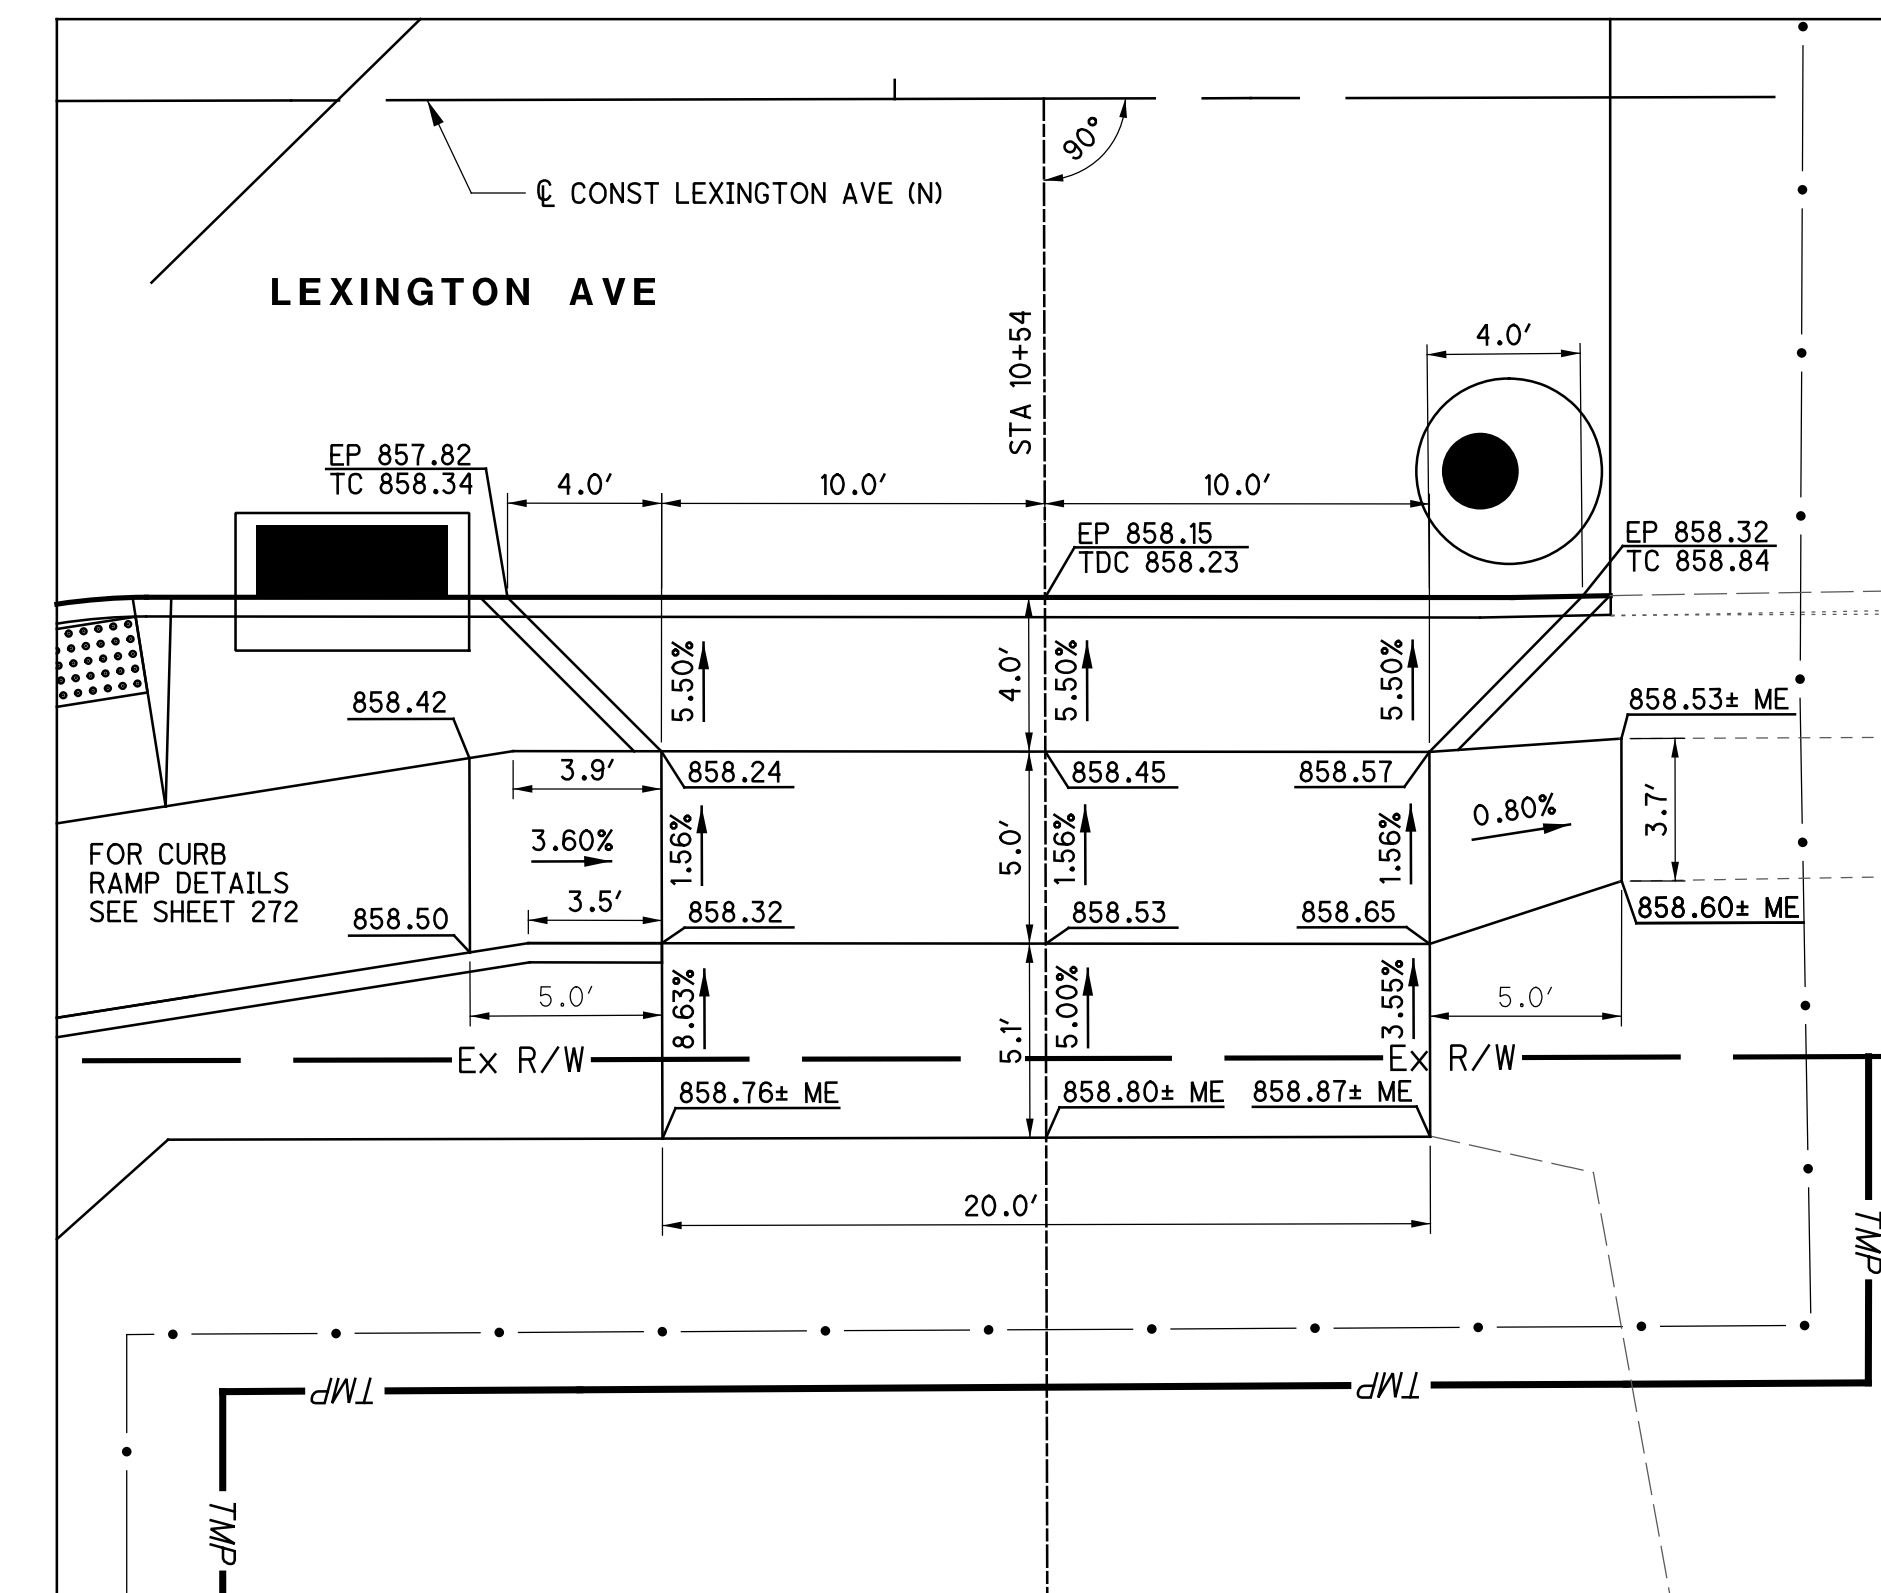 90°
℄ CONST LEXINGTON AVE (N)
LEXINGTON AVE
STA 10+54
4.0'
EP 857.82
TC 858.34
4.0'
10.0'
10.0'
EP 858.15
TDC 858.23
EP 858.32
TC 858.84
5.50%
4.0'
5.50%
5.50%
858.42
858.53± ME
3.9'
858.24
858.45
858.57
3.60%
1.56%
5.0'
1.56%
1.56%
0.80%
3.7'
FOR CURB
RAMP DETAILS
SEE SHEET 272
3.5'
858.50
858.32
858.53
858.65
858.60± ME
5.0'
8.63%
5.1'
5.00%
3.55%
5.0'
Ex R/W
Ex R/W
858.76± ME
858.80± ME
858.87± ME
20.0'
TMP
TMP
TMP
TMP